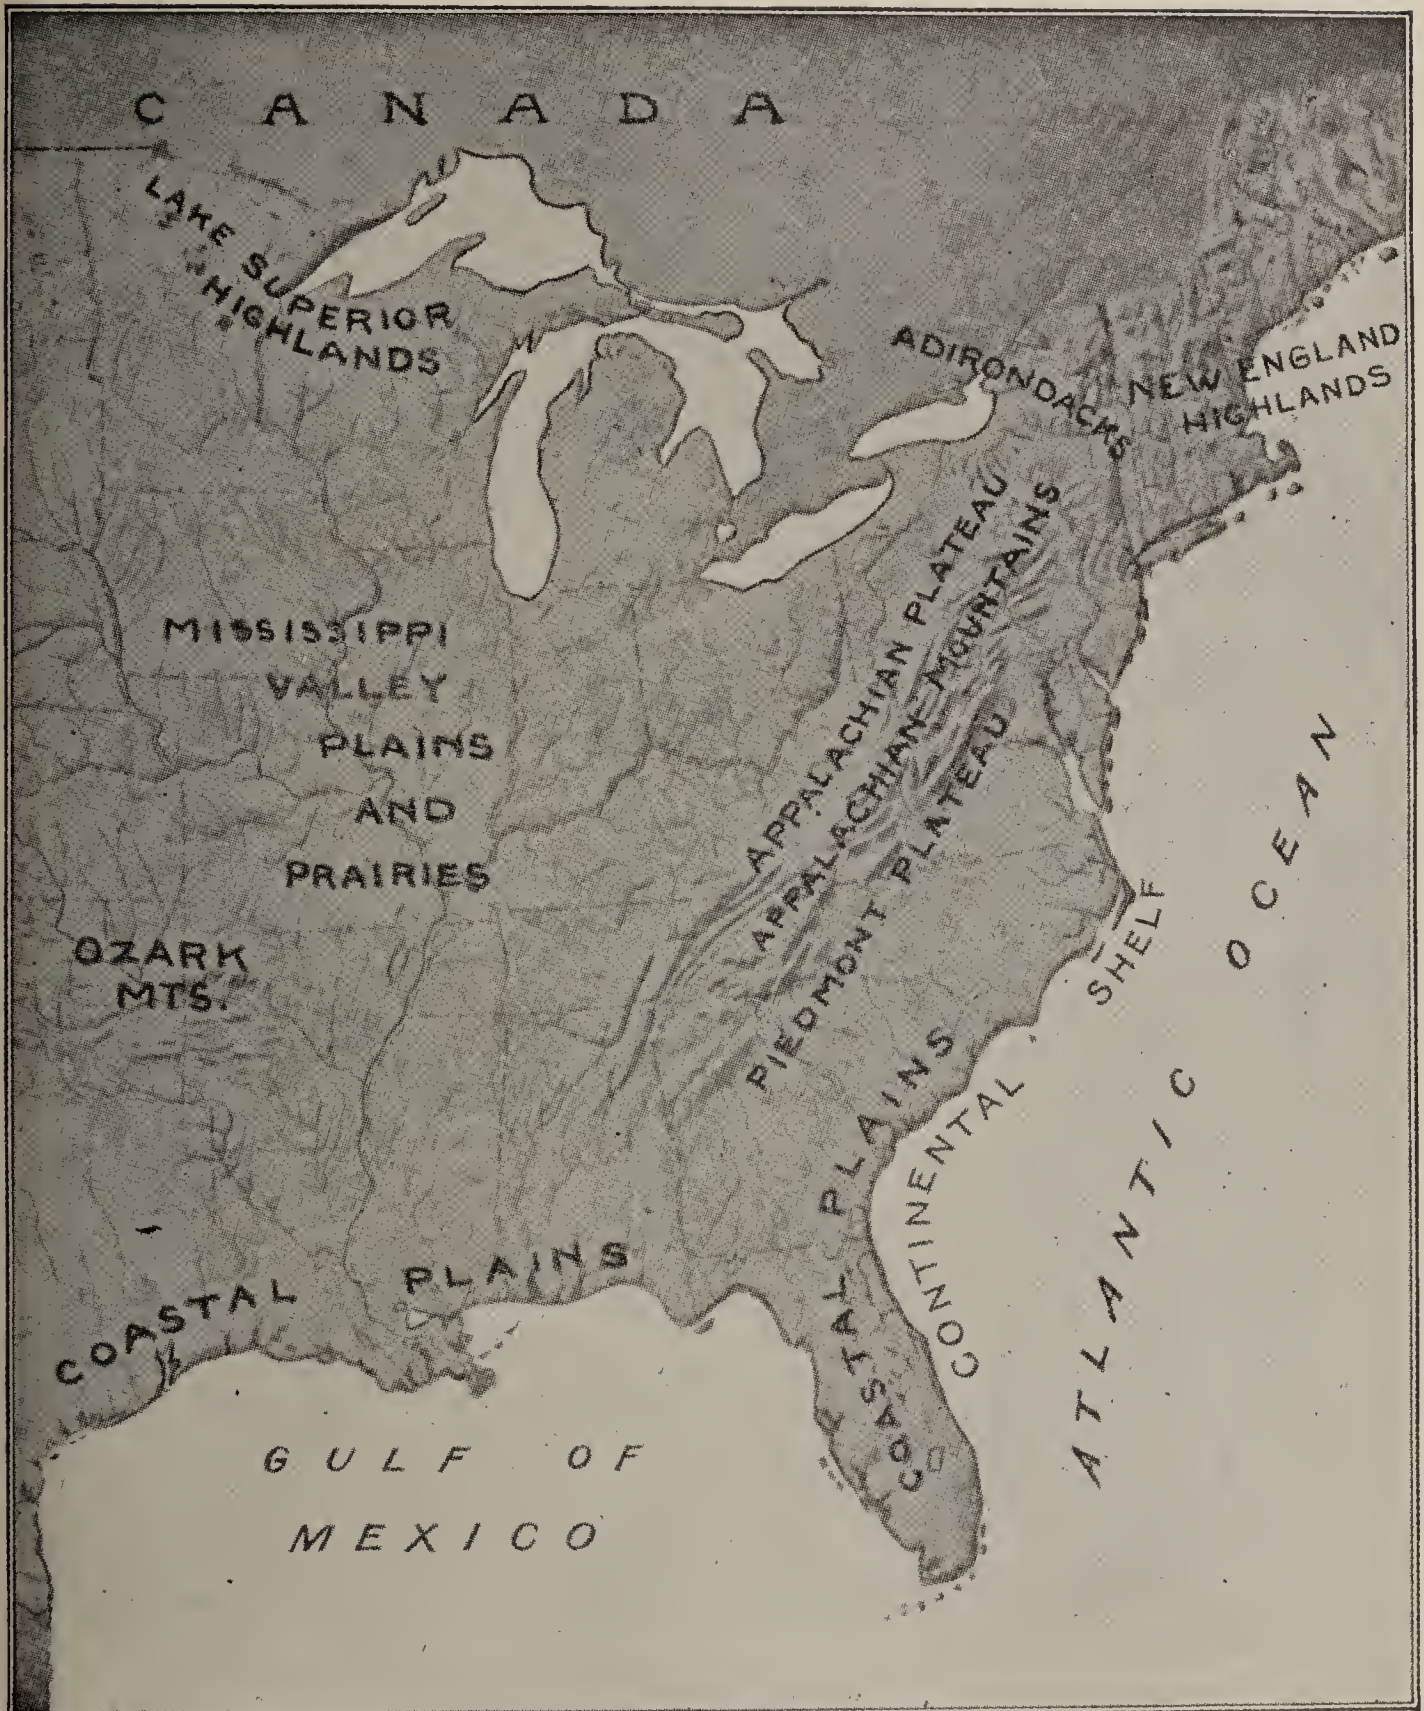 CANADA
LAKE SUPERIOR
HIGHLANDS
ADIRONDACKS
NEW ENGLAND
HIGHLANDS
APPALACHIAN PLATEAU
APPALACHIAN MOUNTAINS
PIEDMONT PLATEAU
MISSISSIPPI
VALLEY
PLAINS
AND
PRAIRIES
OZARK
MTS.
COASTAL PLAINS
COASTAL PLAINS
CONTINENTAL SHELF
ATLANTIC OCEAN
GULF OF
MEXICO